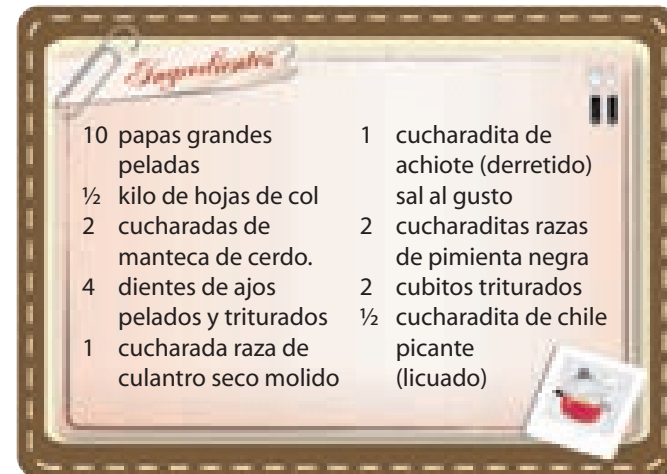 Ingredientes
10 papas grandes
peladas
½ kilo de hojas de col
2 cucharadas de
manteca de cerdo.
4 dientes de ajos
pelados y triturados
1 cucharada raza de
culantro seco molido
1 cucharadita de
achiote (derretido)
sal al gusto
2 cucharaditas razas
de pimienta negra
2 cubitos triturados
½ cucharadita de chile
picante
(licuado)